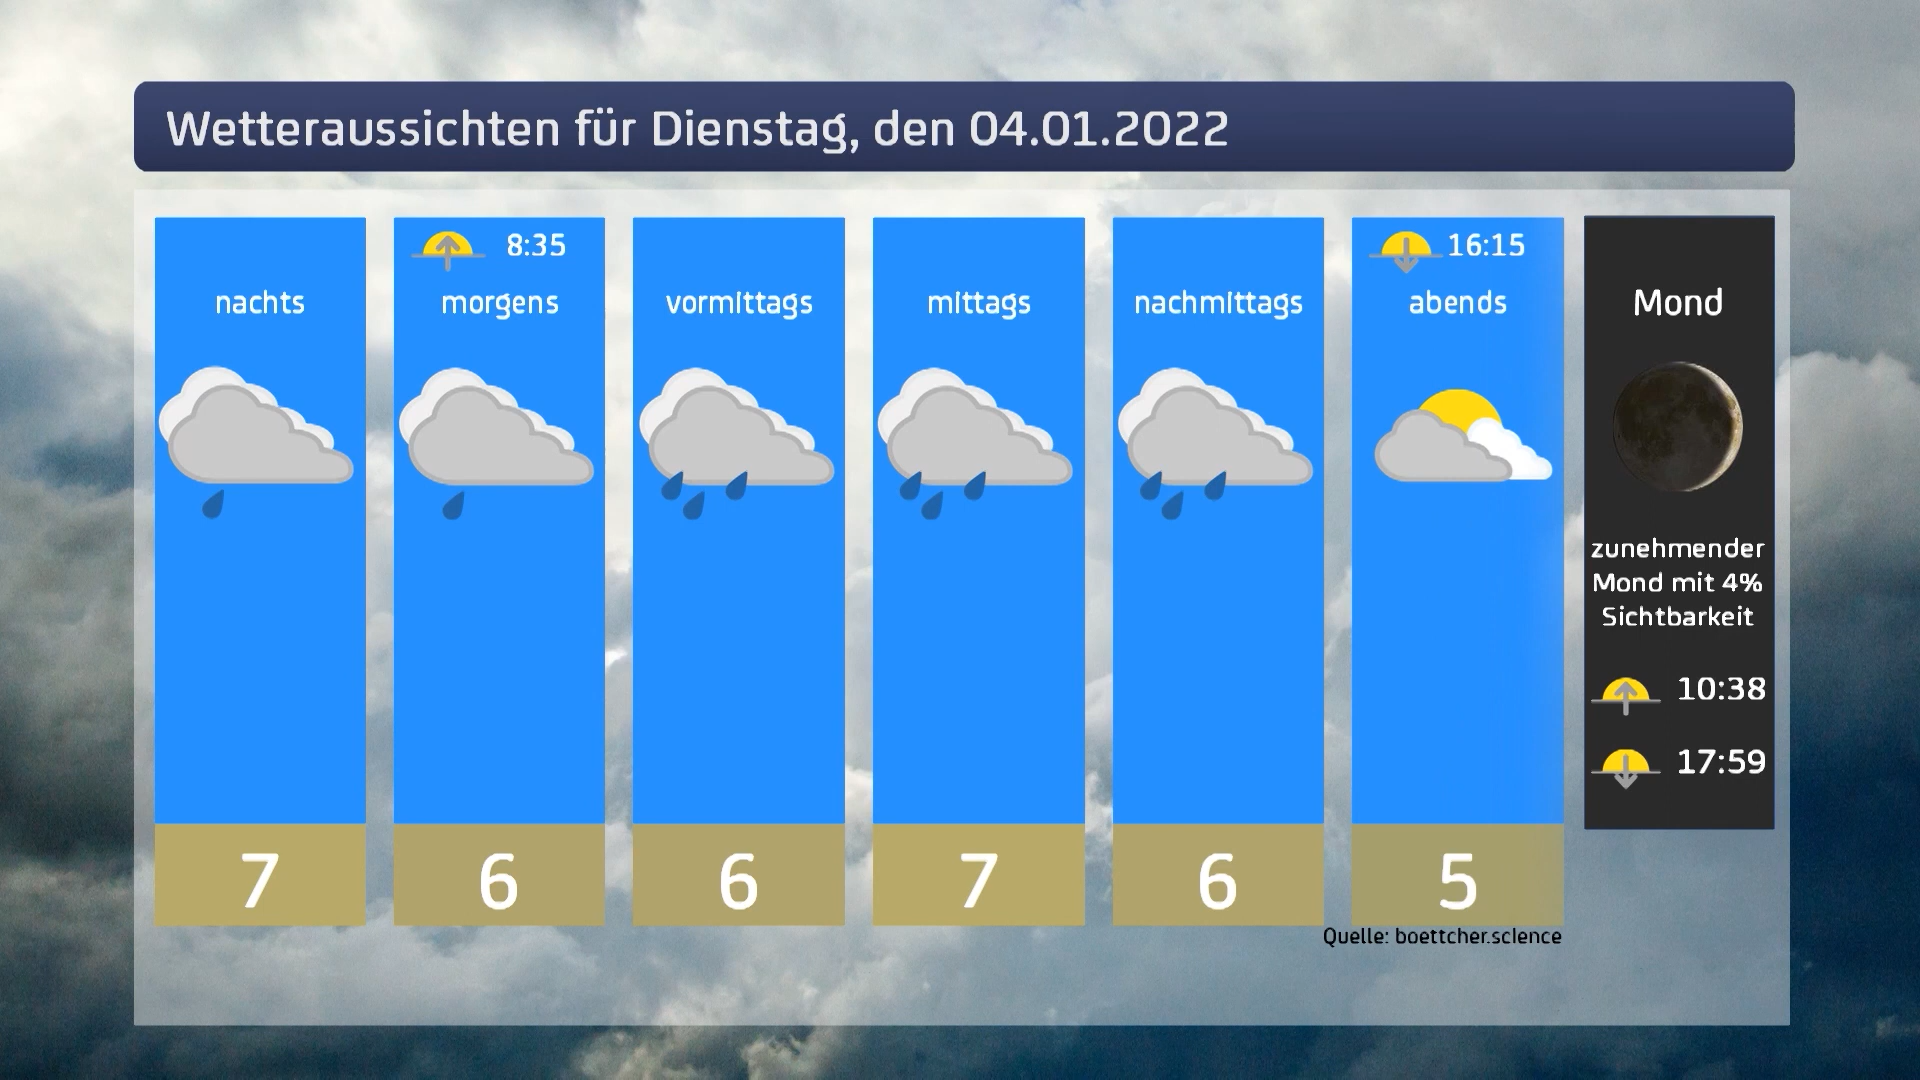 Wetteraussichten für Dienstag, den 04.01.2022
8:35
16:15
nachts
morgens
vormittags
mittags
nachmittags
abends
Mond
zunehmender
Mond mit 4%
Sichtbarkeit
10:38
17:59
7
6
6
7
6
5
Quelle: boettcher.science